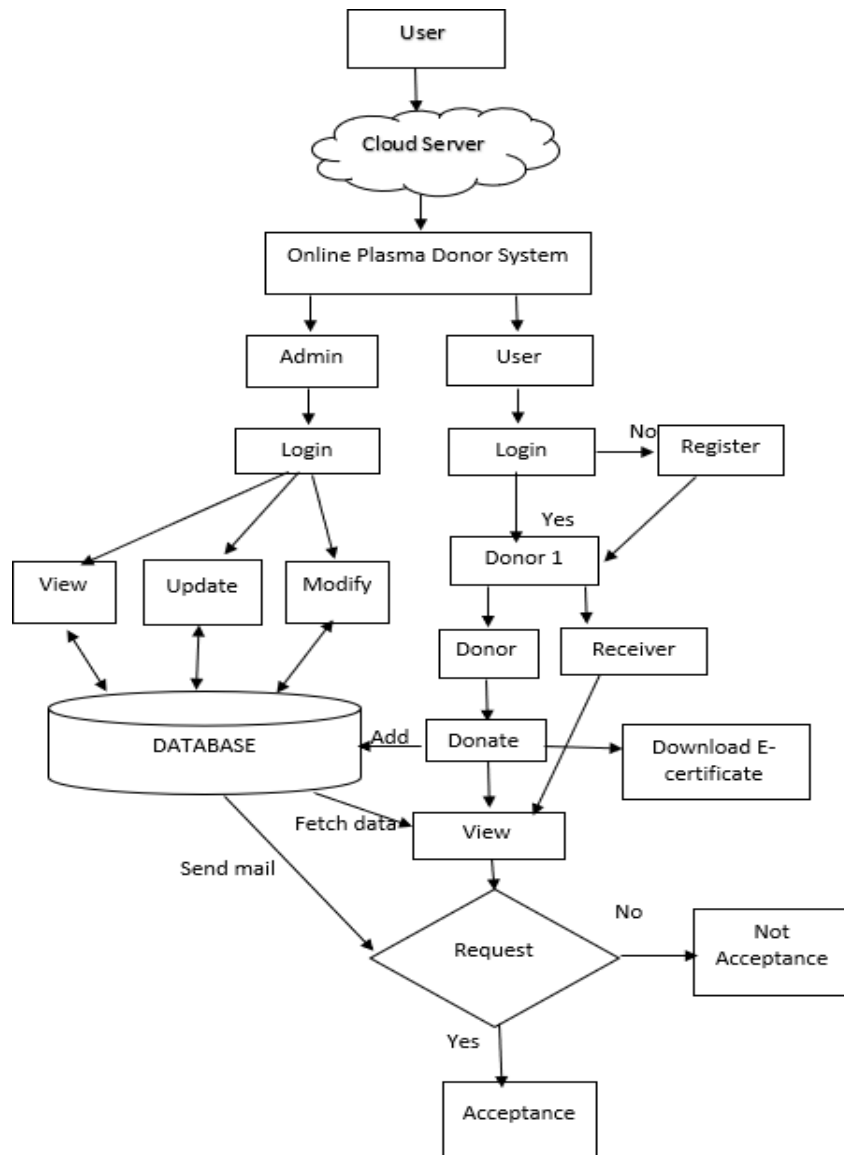 User
Cloud Server
Online Plasma Donor System
Admin
User
Login
Login
No
Register
Yes
Donor 1
View
Update
Modify
Donor
Receiver
DATABASE
Add
Donate
Download E-
certificate
Fetch data
View
Send mail
Request
No
Not
Acceptance
Yes
Acceptance